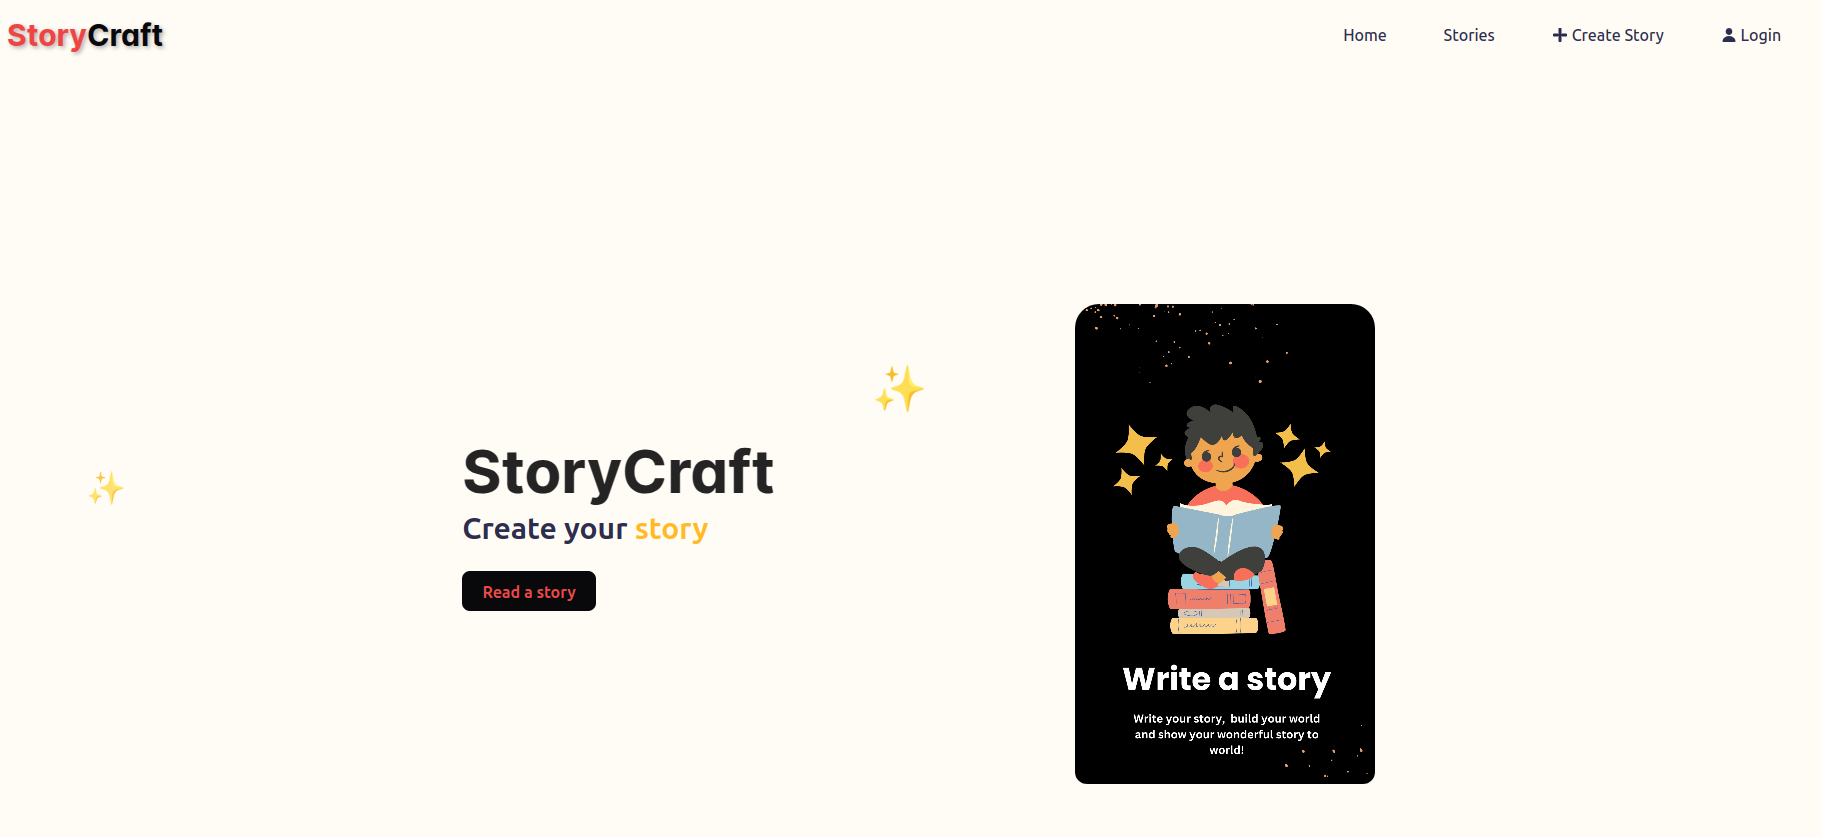 StoryCraft
Home Stories Create Story Login
StoryCraft
Create your story
Read a story
Write a story
Write your story, build your world
and show your wonderful story to
world!